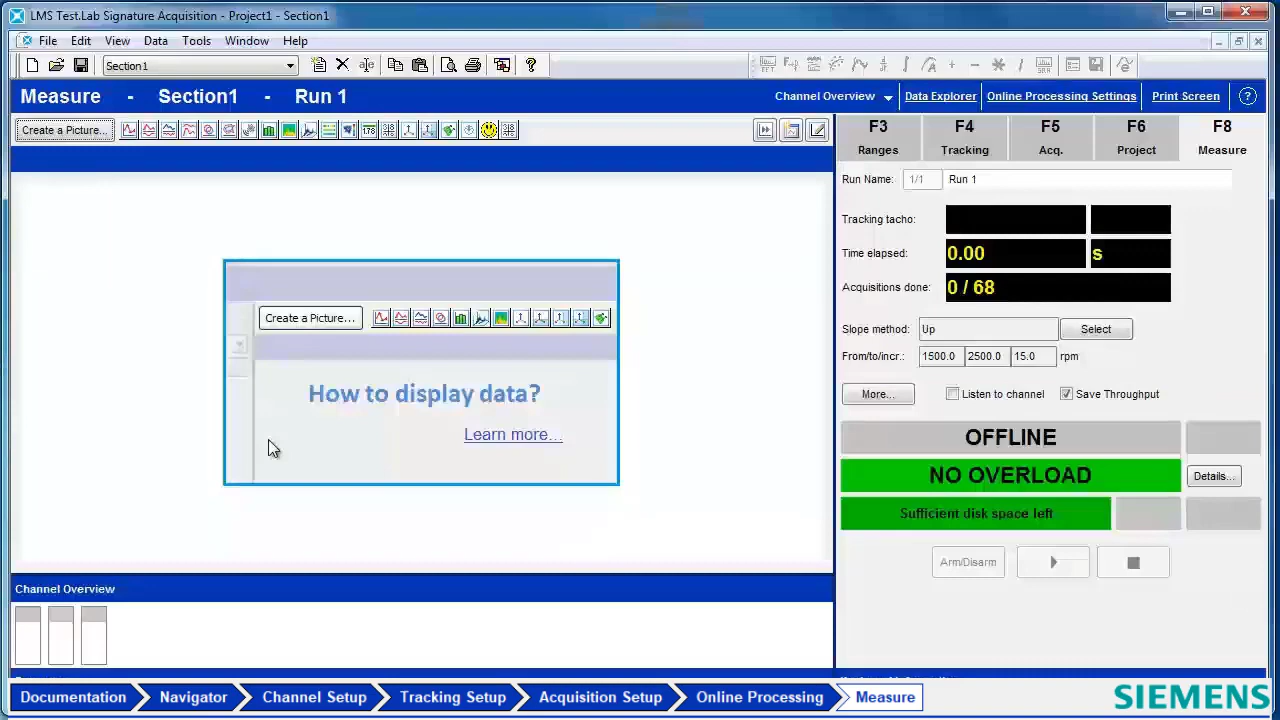 LMS Test.Lab Signature Acquisition - Project1 - Section1
File Edit View Data Tools Window Help
Section1
Measure - Section1 - Run 1
Channel Overview Data Explorer Online Processing Settings Print Screen ?
Create a Picture...
F3 F4 F5 F6 F8
Ranges Tracking Acq. Project Measure
Run Name: 1/1 Run 1
Tracking tacho:
Time elapsed: 0.00 s
Acquisitions done: 0 / 68
Slope method: Up Select
From/to/incr.: 1500.0 2500.0 15.0 rpm
More... Listen to channel Save Throughput
OFFLINE
NO OVERLOAD Details...
Sufficient disk space left
Arm/Disarm
Create a Picture...
How to display data?
Learn more...
Channel Overview
Documentation Navigator Channel Setup Tracking Setup Acquisition Setup Online Processing Measure
SIEMENS